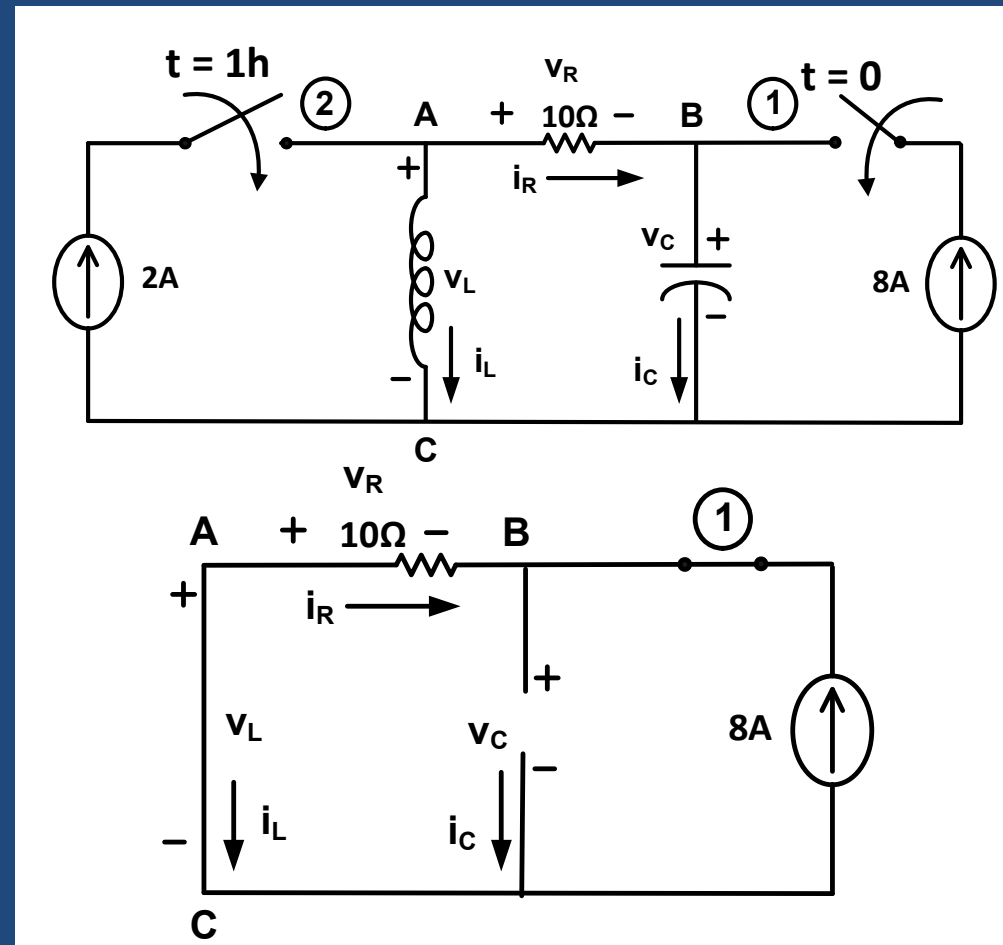 t = 1h
2
A
+
vR
10Ω
−
B
1
t = 0
iR
+
vL
−
iL
2A
vC
+
−
iC
8A
C
vR
A
+
10Ω
−
B
1
+
iR
vL
iL
−
+
vC
−
iC
8A
C